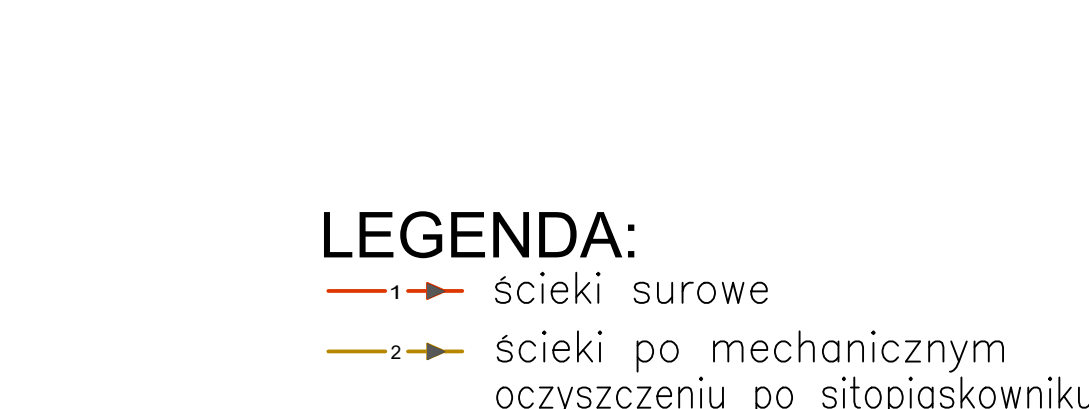 LEGENDA:
1 ścieki surowe
2 ścieki po mechanicznym
oczyszczeniu po sitopiaskowniku